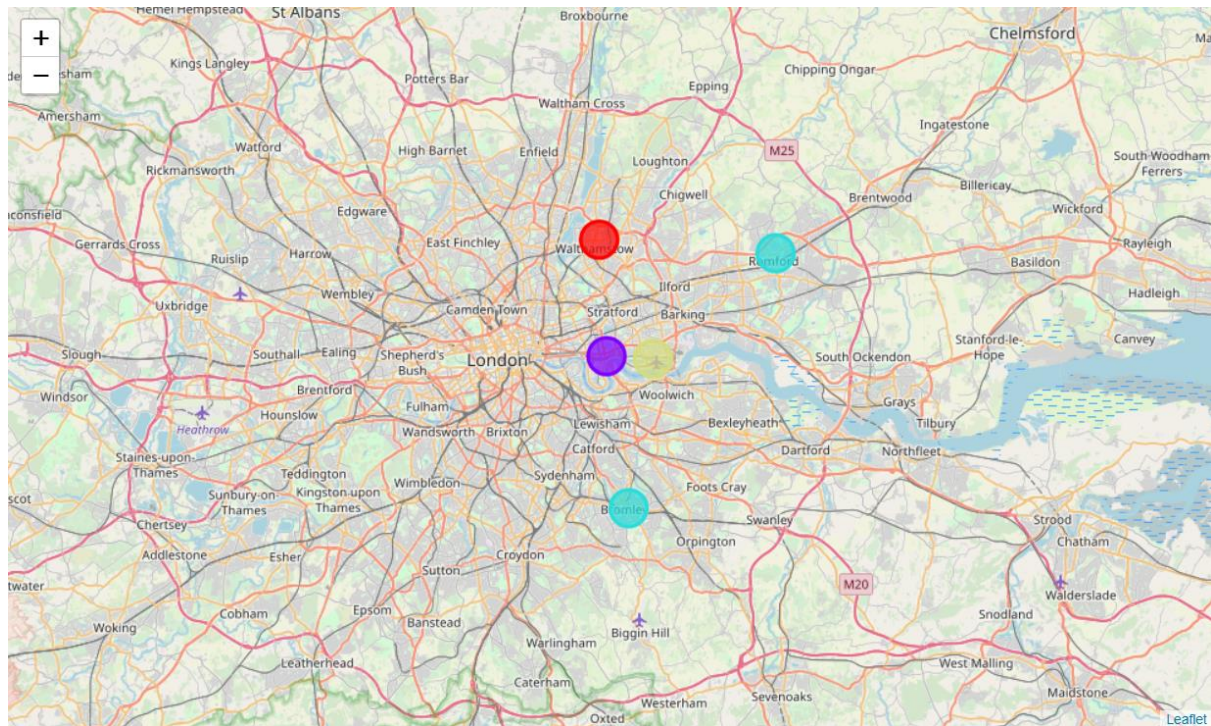 Hemel Hempstead
St Albans
Broxbourne
Chelmsford
+
−
Kings Langley
Potters Bar
Chipping Ongar
Epping
Amersham
Waltham Cross
Ingatestone
Watford
High Barnet
Enfield
M25
Loughton
South Woodham
Ferrers
Rickmansworth
Chigwell
Brentwood
Billericay
Edgware
Wickford
Gerrards Cross
East Finchley
Walthamstow
Rayleigh
Ruislip
Harrow
Romford
Basildon
Wembley
Ilford
Hadleigh
Uxbridge
Camden Town
Stratford
Barking
Stanford-le-
Hope
Canvey
Slough
Southall
Ealing
Shepherd's
Bush
London
South Ockendon
Windsor
Brentford
Woolwich
Grays
Hounslow
Fulham
Heathrow
Wandsworth
Brixton
Lewisham
Bexleyheath
Tilbury
Staines-upon-
Thames
Catford
Dartford
Northfleet
Teddington
Sydenham
Wimbledon
Foots Cray
Sunbury-on-
Thames
Kingston upon
Thames
Bromley
Chertsey
Swanley
Strood
Orpington
Chatham
Addlestone
Esher
Croydon
Sutton
M20
Walderslade
Cobham
Epsom
Banstead
Snodland
Woking
Biggin Hill
Warlingham
Leatherhead
West Malling
Caterham
Sevenoaks
Maidstone
Westerham
Oxted
Leaflet